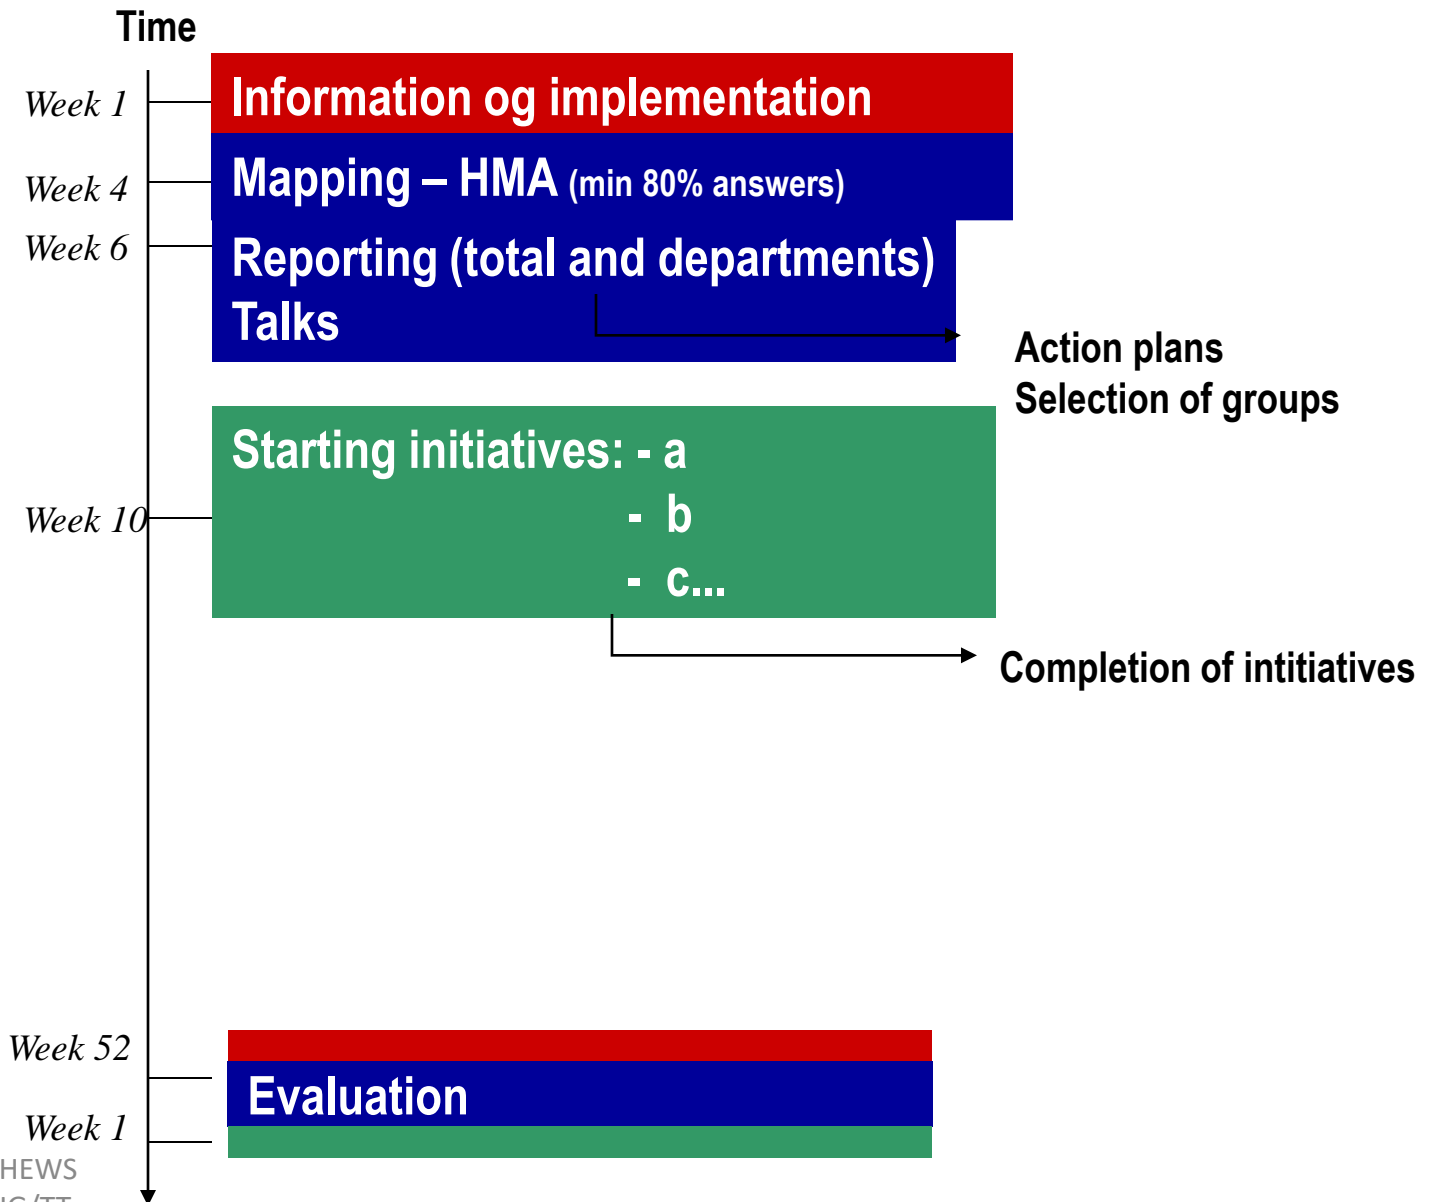 Time
Week 1
Information og implementation
Week 4
Mapping – HMA (min 80% answers)
Week 6
Reporting (total and departments)
Talks
Action plans
Selection of groups
Starting initiatives: - a
Week 10
- b
- c...
Completion of intitiatives
Week 52
Evaluation
Week 1
HEWS